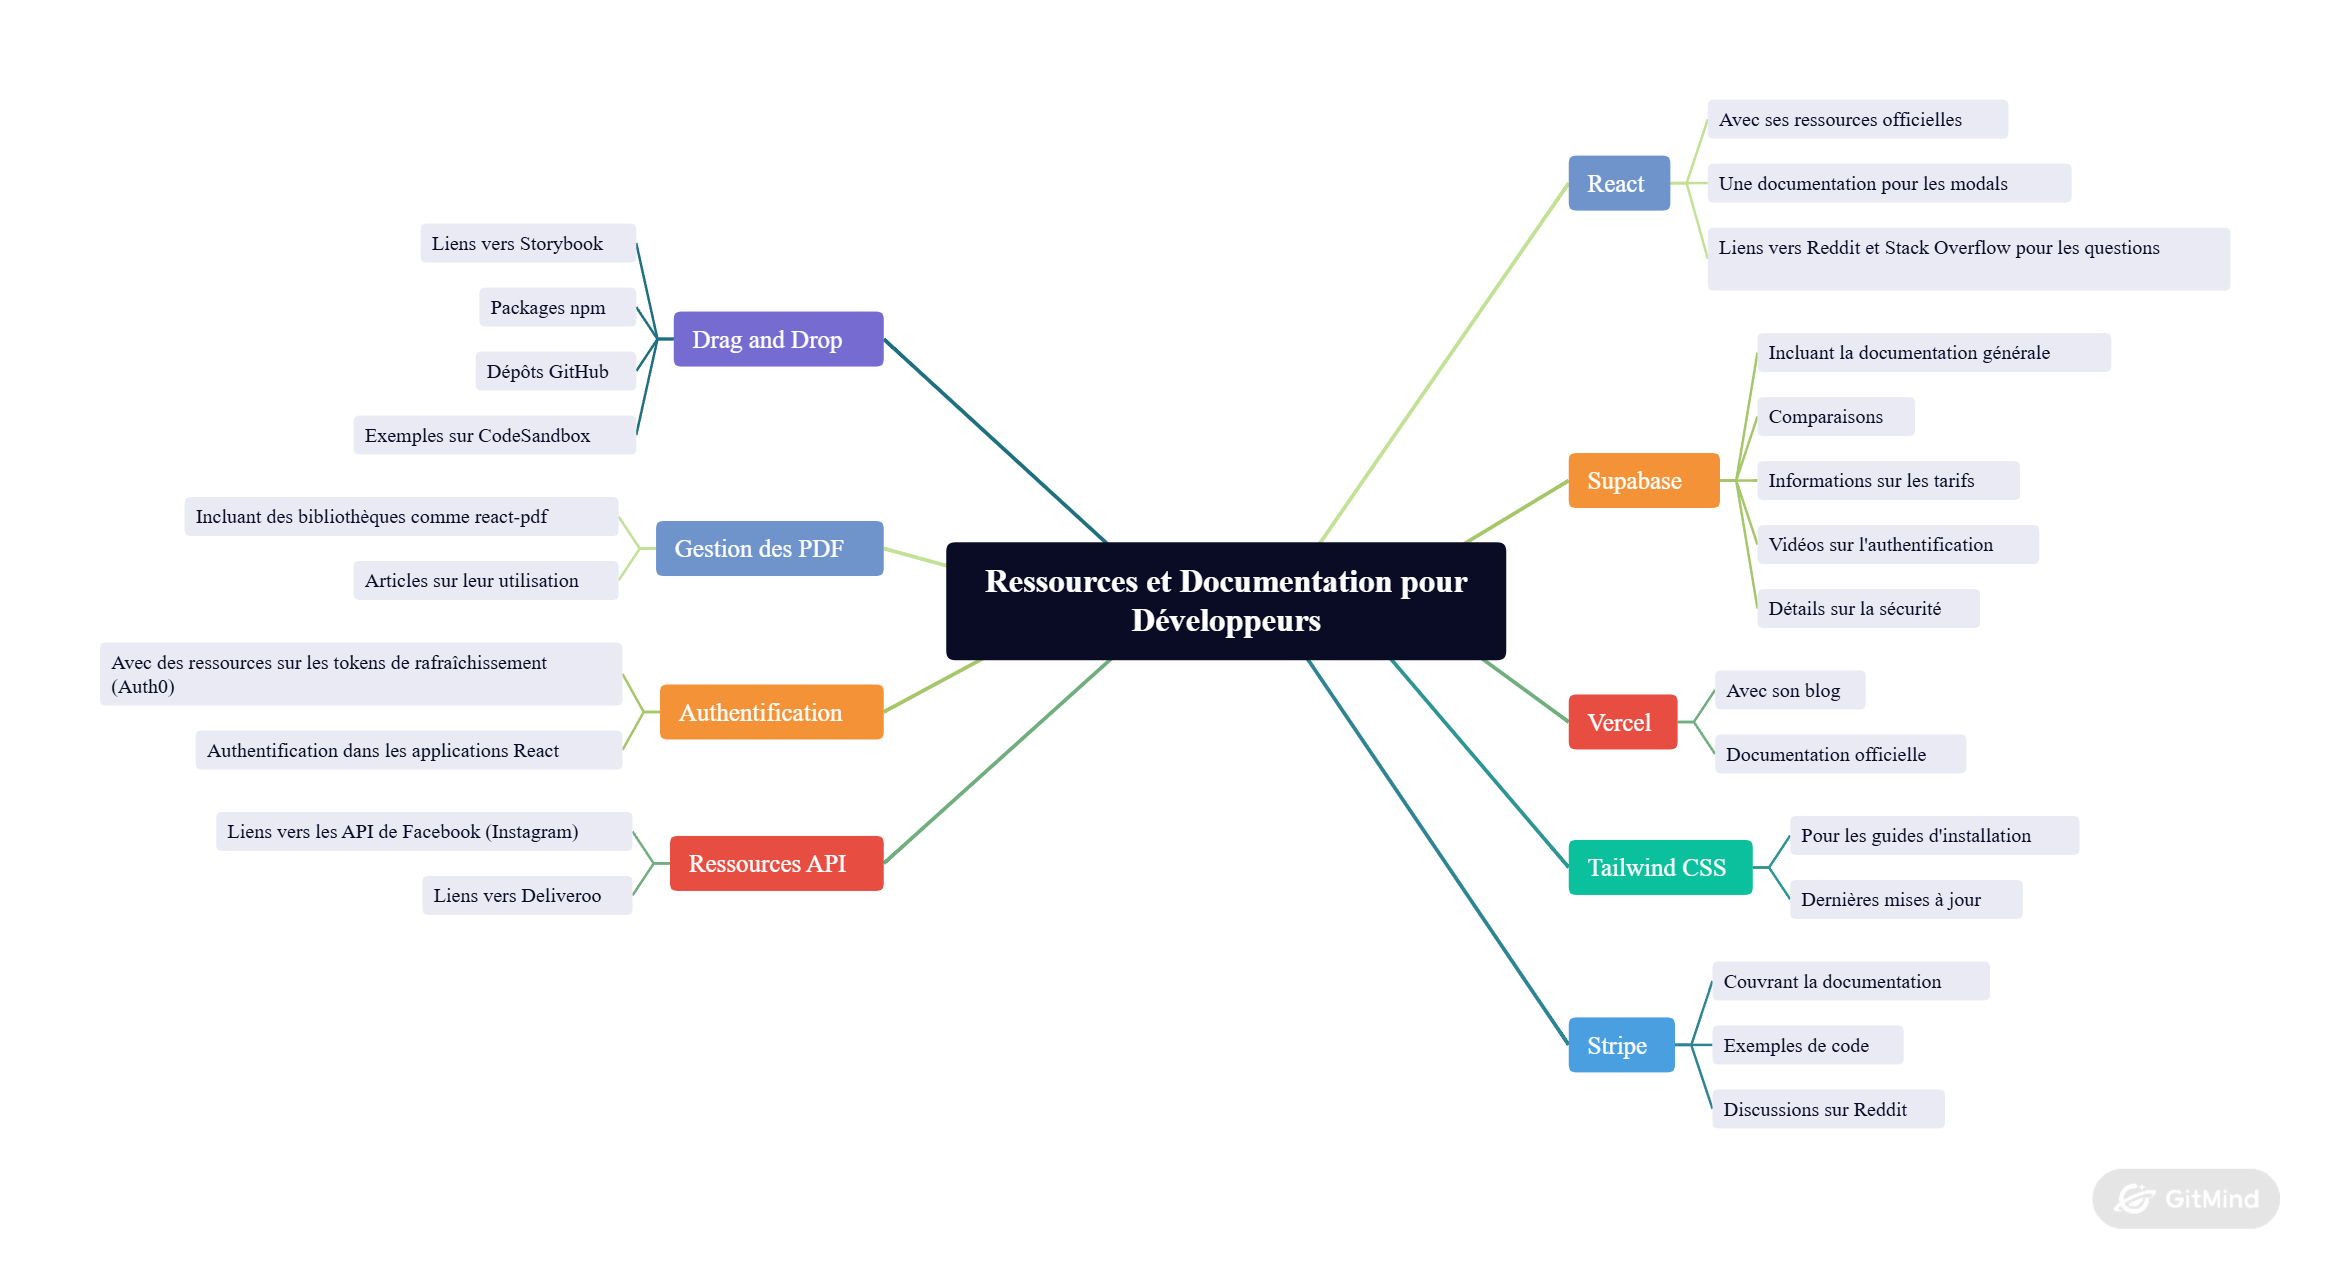 Ressources et Documentation pour
Développeurs
React
Avec ses ressources officielles
Une documentation pour les modals
Liens vers Reddit et Stack Overflow pour les questions
Supabase
Incluant la documentation générale
Comparaisons
Informations sur les tarifs
Vidéos sur l'authentification
Détails sur la sécurité
Vercel
Avec son blog
Documentation officielle
Tailwind CSS
Pour les guides d'installation
Dernières mises à jour
Stripe
Couvrant la documentation
Exemples de code
Discussions sur Reddit
Drag and Drop
Liens vers Storybook
Packages npm
Dépôts GitHub
Exemples sur CodeSandbox
Gestion des PDF
Incluant des bibliothèques comme react-pdf
Articles sur leur utilisation
Authentification
Avec des ressources sur les tokens de rafraîchissement
(Auth0)
Authentification dans les applications React
Ressources API
Liens vers les API de Facebook (Instagram)
Liens vers Deliveroo
GitMind